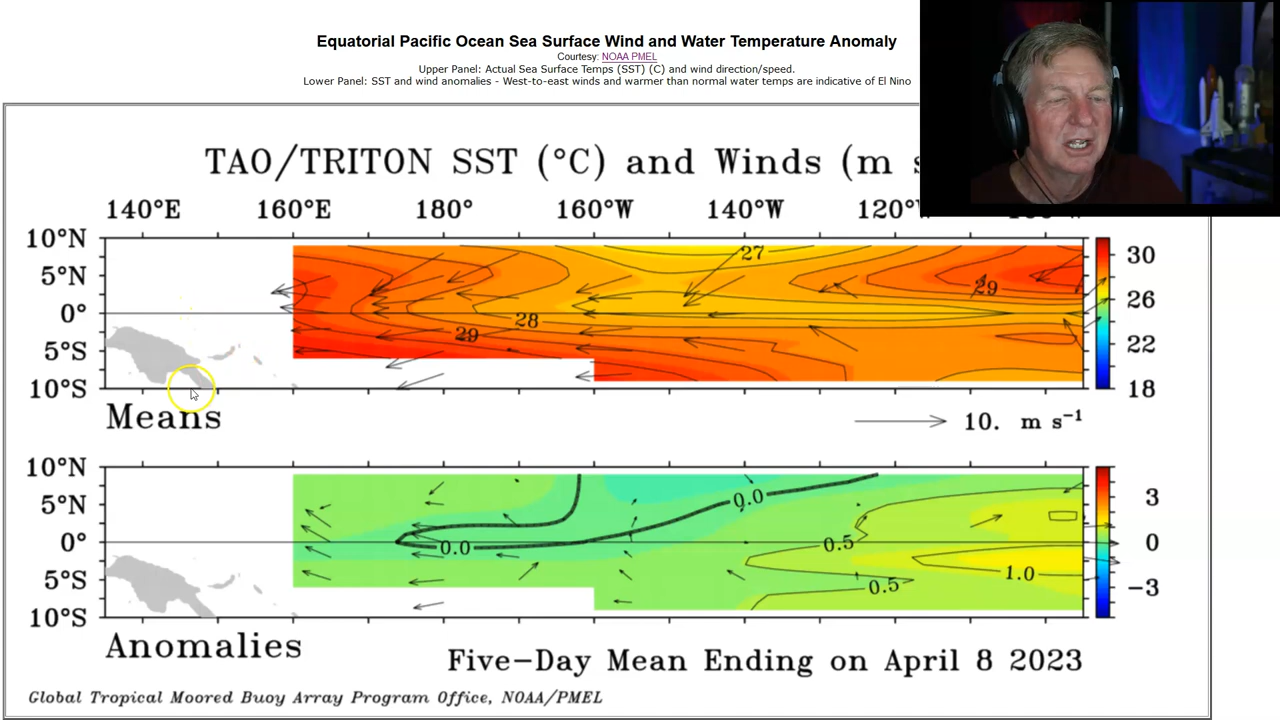 Equatorial Pacific Ocean Sea Surface Wind and Water Temperature Anomaly
Courtesy: NOAA PMEL
Upper Panel: Actual Sea Surface Temps (SST) (C) and wind direction/speed.
Lower Panel: SST and wind anomalies - West-to-east winds and warmer than normal water temps are indicative of El Nino
TAO/TRITON SST (°C) and Winds (m
140°E 160°E 180° 160°W 140°W 120°W
10°N
5°N
0°
5°S
10°S
27
29
28
29
30
26
22
18
Means
10. m s⁻¹
10°N
5°N
0°
5°S
10°S
0.0
0.0
0.5
0.5
1.0
3
0
−3
Anomalies
Five−Day Mean Ending on April 8 2023
Global Tropical Moored Buoy Array Program Office, NOAA/PMEL